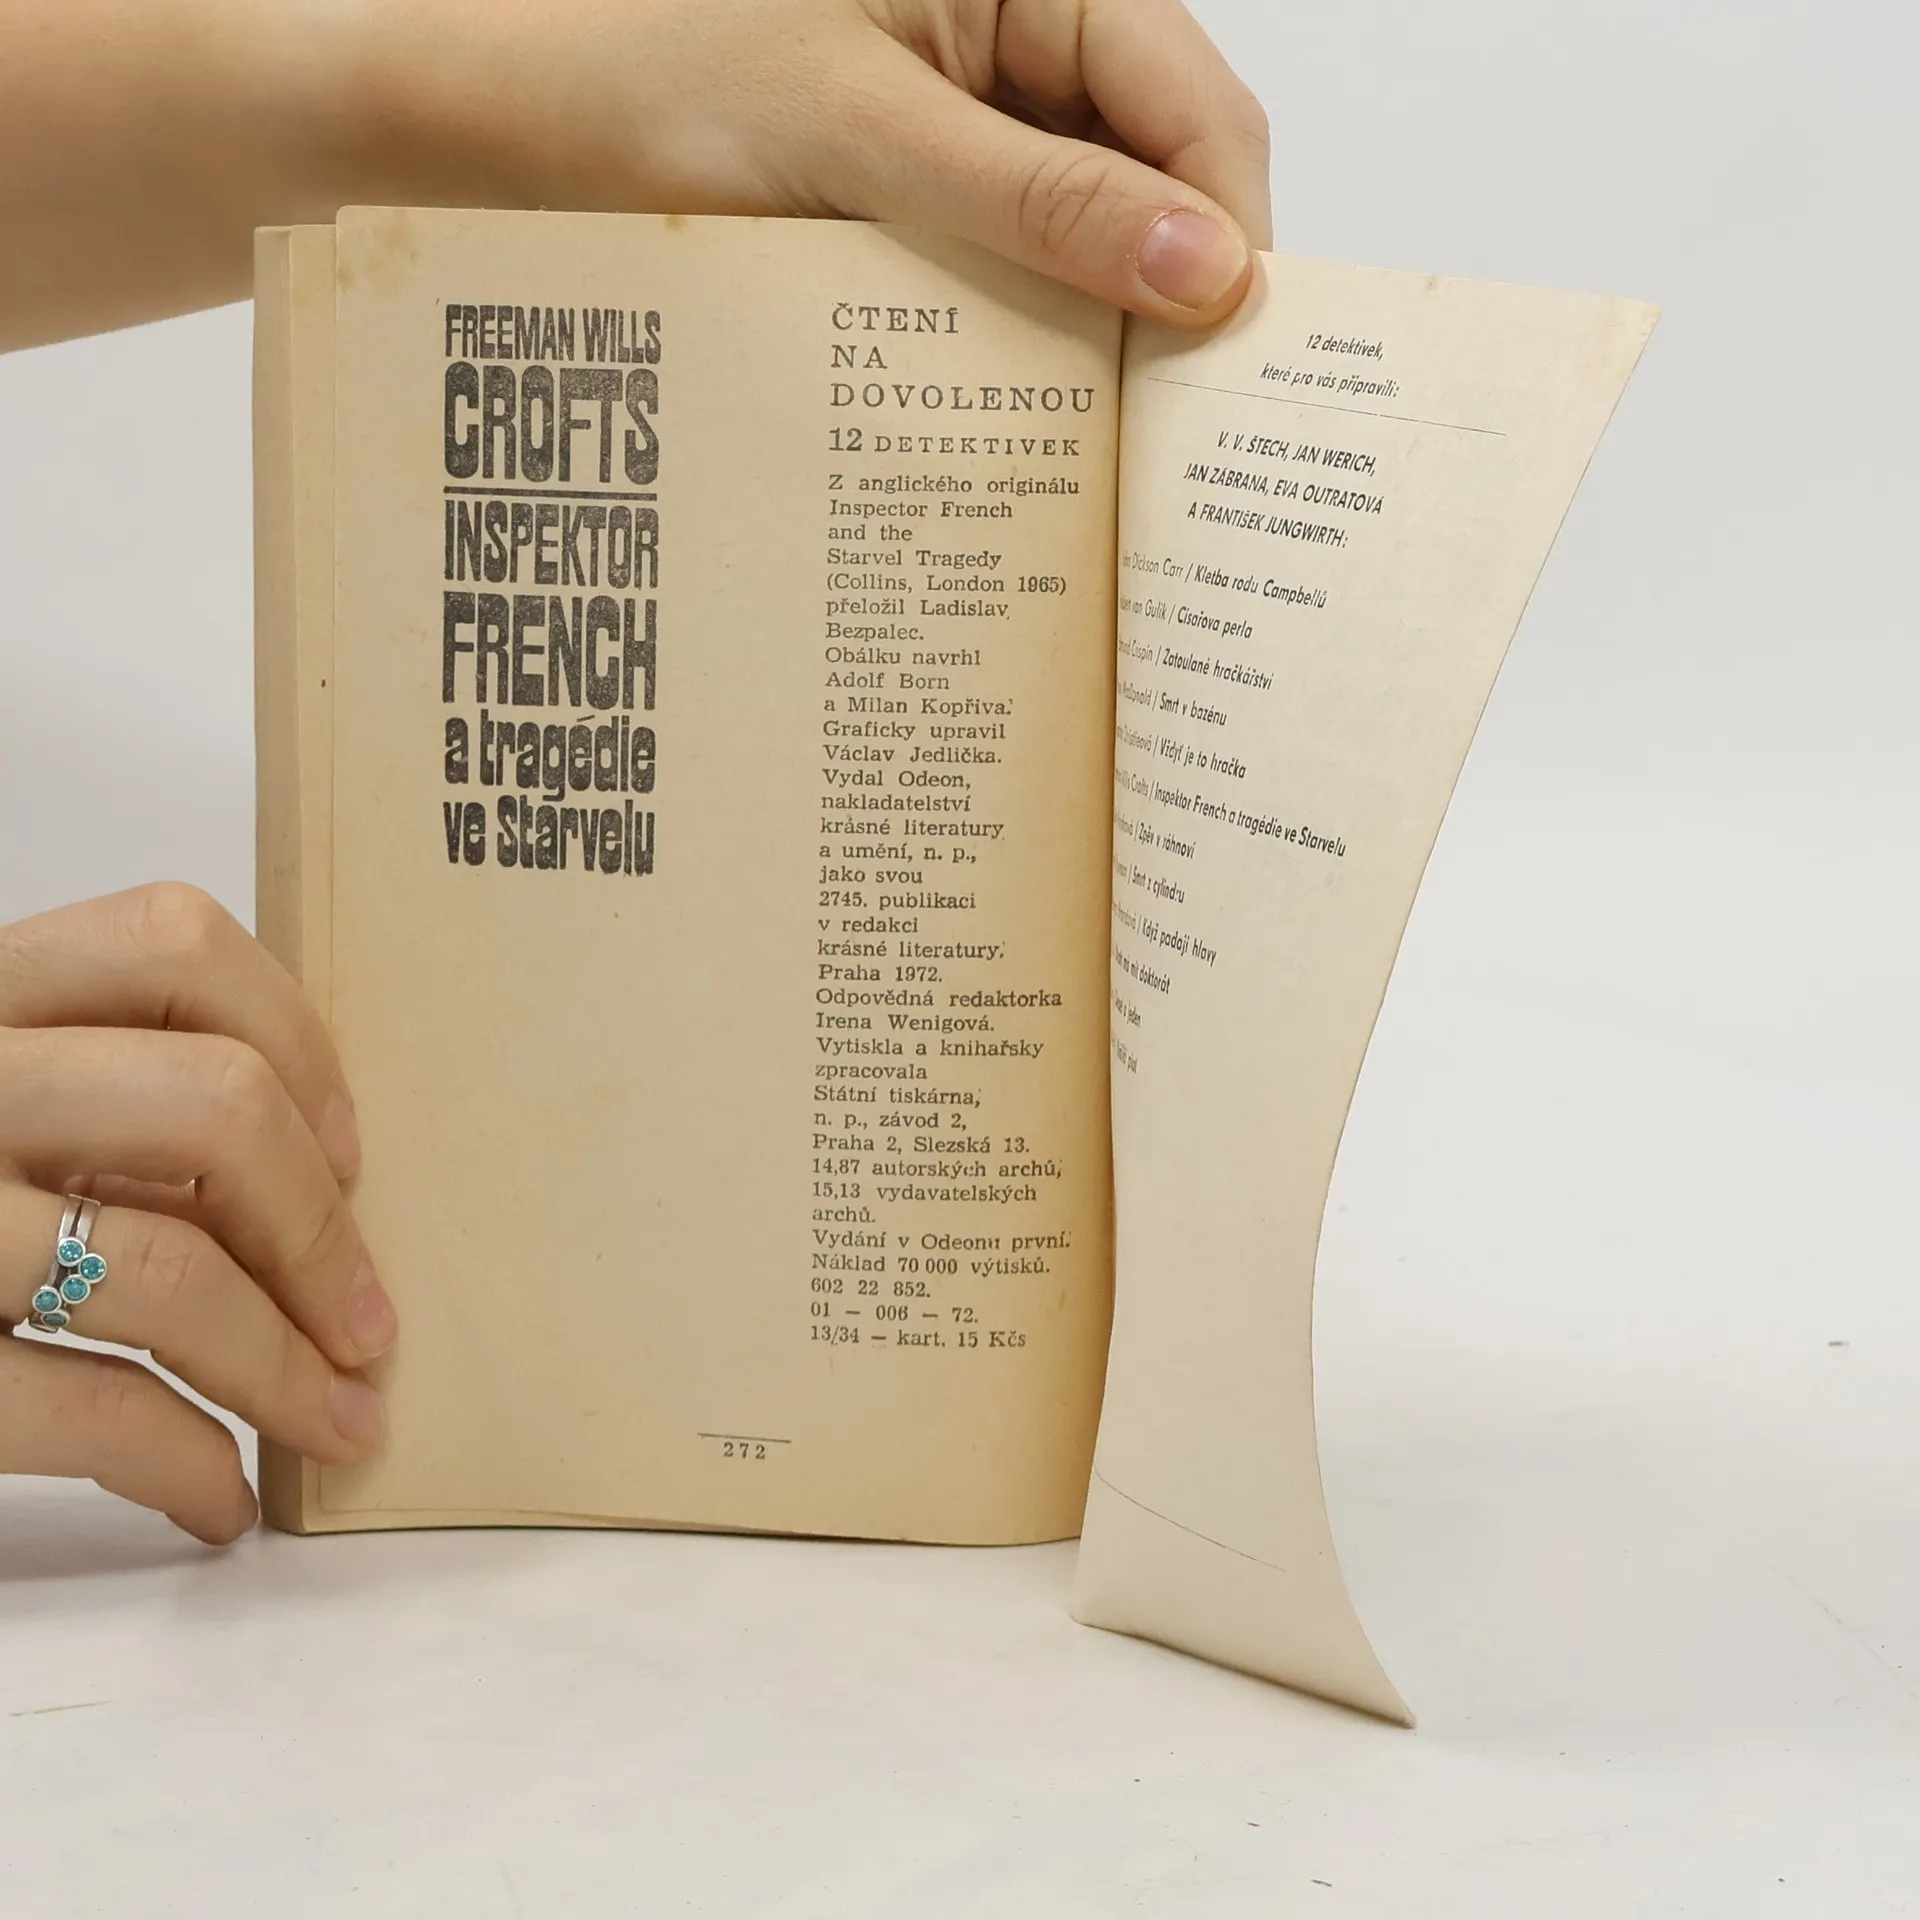 FREEMAN WILLS
CROFTS
INSPEKTOR
FRENCH
a tragédie
ve Starvelu
ČTENÍ
NA
DOVOLENOU
12 DETEKTIVEK
Z anglického originálu
Inspector French
and the
Starvel Tragedy
(Collins, London 1965)
přeložil Ladislav
Bezpalec.
Obálku navrhl
Adolf Born
a Milan Kopřiva.
Graficky upravil
Václav Jedlička.
Vydal Odeon,
nakladatelství
krásné literatury
a umění, n. p.,
jako svou
2745. publikaci
v redakci
krásné literatury.
Praha 1972.
Odpovědná redaktorka
Irena Wenigová.
Vytiskla a knihařsky
zpracovala
Státní tiskárna,
n. p., závod 2,
Praha 2, Slezská 13.
14,87 autorských archů,
15,13 vydavatelských
archů.
Vydání v Odeonu první.
Náklad 70 000 výtisků.
602 22 852.
01 — 006 — 72.
13/34 — kart. 15 Kčs
272
12 detektivek,
které pro vás připravili:
V. V. ŠTECH, JAN WERICH,
JAN ZÁBRANA, EVA OUTRATOVÁ
A FRANTIŠEK JUNGWIRTH:
Dickson Carr / Kletba rodu Campbellů
van Gulik / Císařova perla
Crispin / Zatoulané hračkářství
/ Smrt v bazénu
/ Vždyť je to hračka
Crofts / Inspektor French a tragédie ve Starvelu
/ Zpěv v ráhnoví
/ Smrt z cylindru
/ Když padají hlavy
má mít doktorát
a jeden
plat